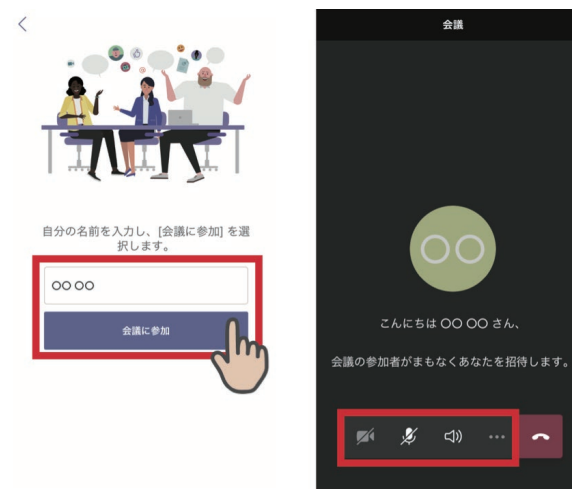 自分の名前を入力し、[会議に参加] を選
択します。
〇〇 〇〇
会議に参加
会議
〇〇
こんにちは 〇〇 〇〇 さん、
会議の参加者がまもなくあなたを招待します。